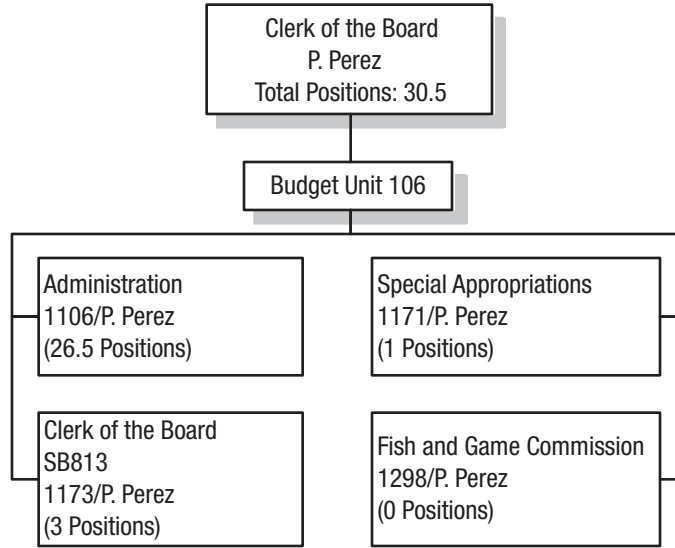 Clerk of the Board
P. Perez
Total Positions: 30.5
Budget Unit 106
Administration
1106/P. Perez
(26.5 Positions)
Special Appropriations
1171/P. Perez
(1 Positions)
Clerk of the Board
SB813
1173/P. Perez
(3 Positions)
Fish and Game Commission
1298/P. Perez
(0 Positions)